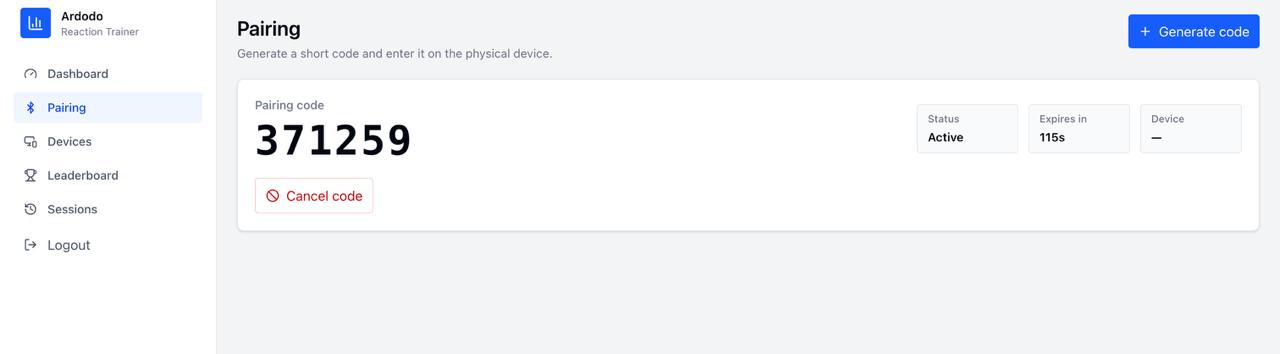 Ardodo
Reaction Trainer
Dashboard
Pairing
Devices
Leaderboard
Sessions
Logout
Pairing
Generate a short code and enter it on the physical device.
+ Generate code
Pairing code
371259
Cancel code
Status
Active
Expires in
115s
Device
—